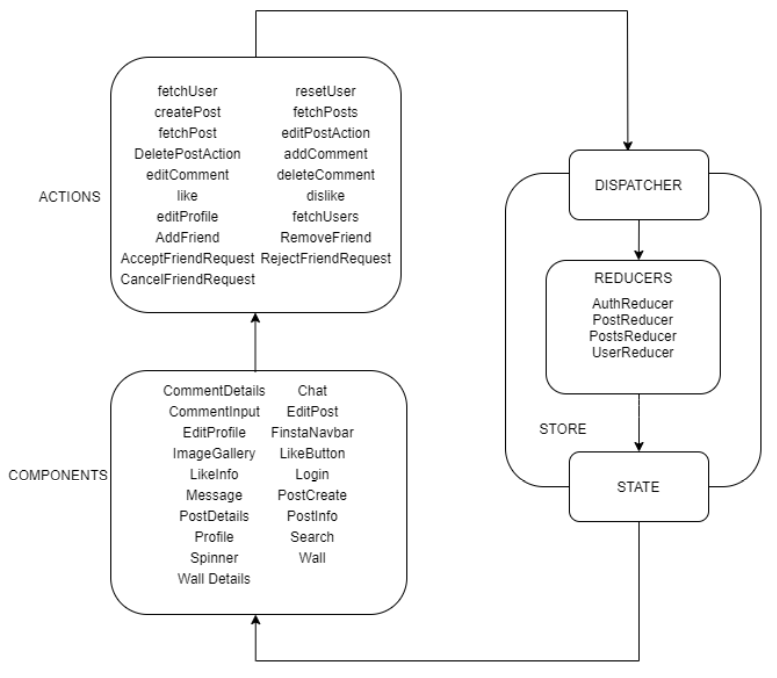 ACTIONS
fetchUser resetUser
createPost fetchPosts
fetchPost editPostAction
DeletePostAction addComment
editComment deleteComment
like dislike
editProfile fetchUsers
AddFriend RemoveFriend
AcceptFriendRequest RejectFriendRequest
CancelFriendRequest
DISPATCHER
REDUCERS
AuthReducer
PostReducer
PostsReducer
UserReducer
STORE
STATE
COMPONENTS
CommentDetails Chat
CommentInput EditPost
EditProfile FinstaNavbar
ImageGallery LikeButton
LikeInfo Login
Message PostCreate
PostDetails PostInfo
Profile Search
Spinner Wall
Wall Details